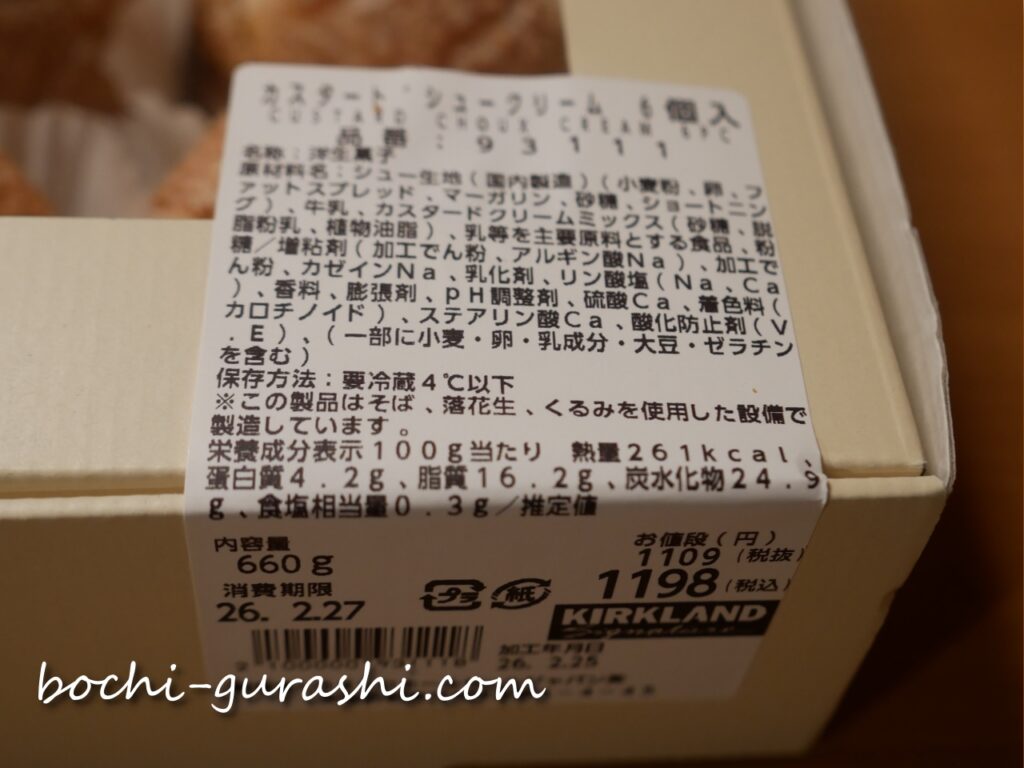 カスタード・シュークリーム 6個入
CUSTARD CHOUX CREAM 6PC
品番: 93111
名称:洋生菓子
原材料名:シュー生地(国内製造)(小麦粉、卵、フ
ァットスプレッド、マーガリン、砂糖、ショートニン
グ)、牛乳、カスタードクリームミックス(砂糖、脱
脂粉乳、植物油脂)、乳等を主要原料とする食品、粉
糖/増粘剤(加工でん粉、アルギン酸Na)、加工で
ん粉、カゼインNa、乳化剤、リン酸塩(Na、Ca
)、香料、膨張剤、pH調整剤、硫酸Ca、着色料(
カロチノイド)、ステアリン酸Ca、酸化防止剤(V
.E)、(一部に小麦・卵・乳成分・大豆・ゼラチン
を含む)
保存方法:要冷蔵4℃以下
※この製品はそば、落花生、くるみを使用した設備で
製造しています。
栄養成分表示100g当たり 熱量261kcal、
蛋白質4.2g、脂質16.2g、炭水化物24.9
g、食塩相当量0.3g/推定値
内容量
660g
お値段(円)
1109(税抜)
1198(税込)
消費期限
26. 2.27
プラ 紙
KIRKLAND
Signature
加工年月日
26. 2.25
ジャパン㈱
bochi-gurashi.com